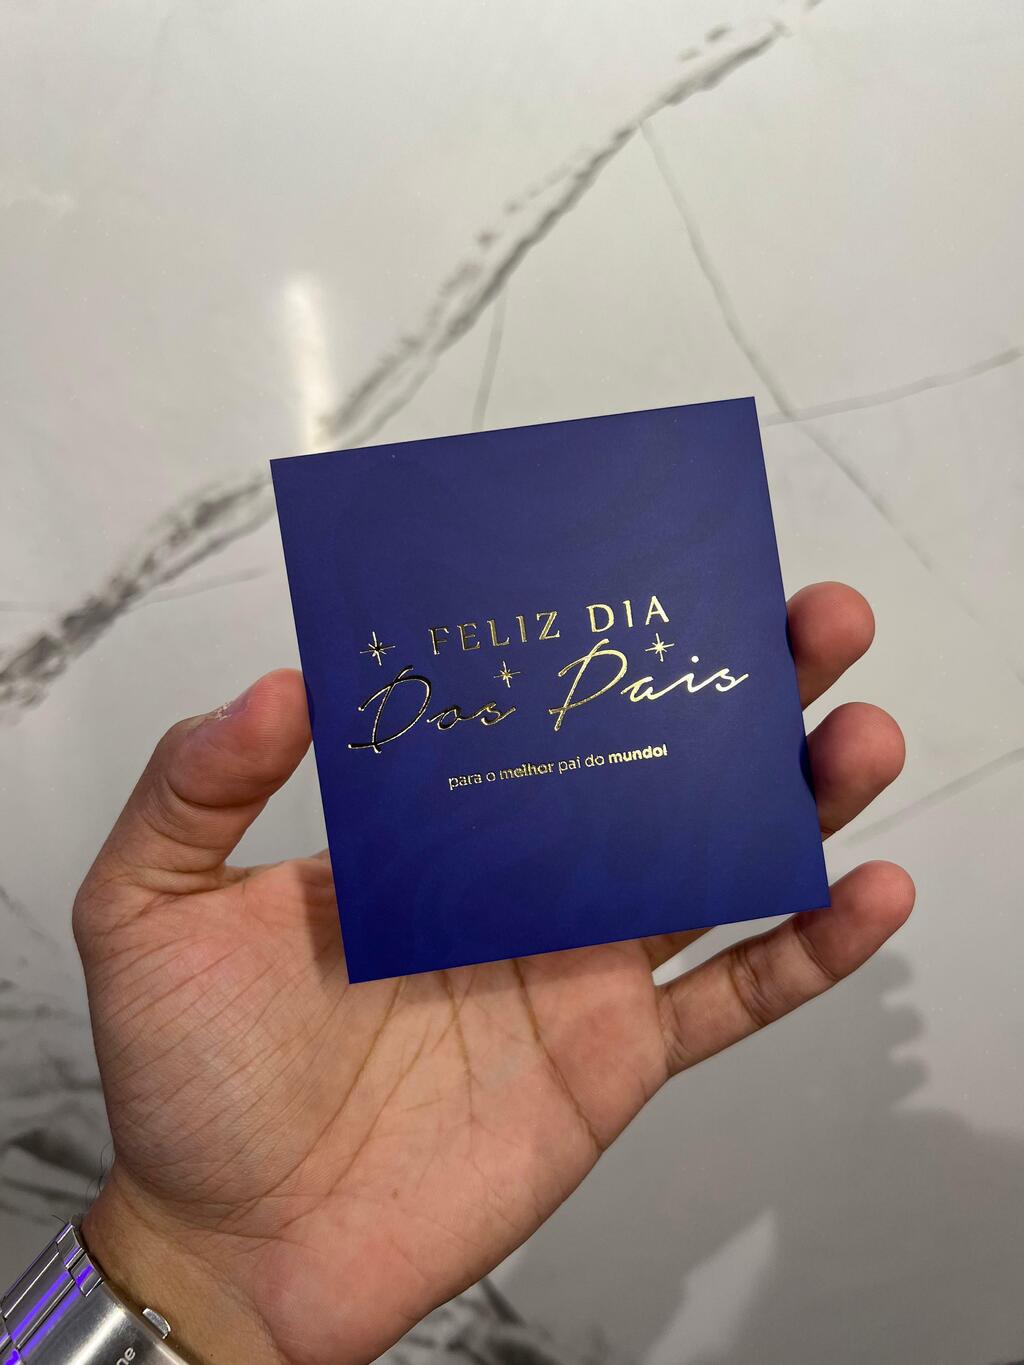 FELIZ DIA
Dos Pais
para o melhor pai do mundo!